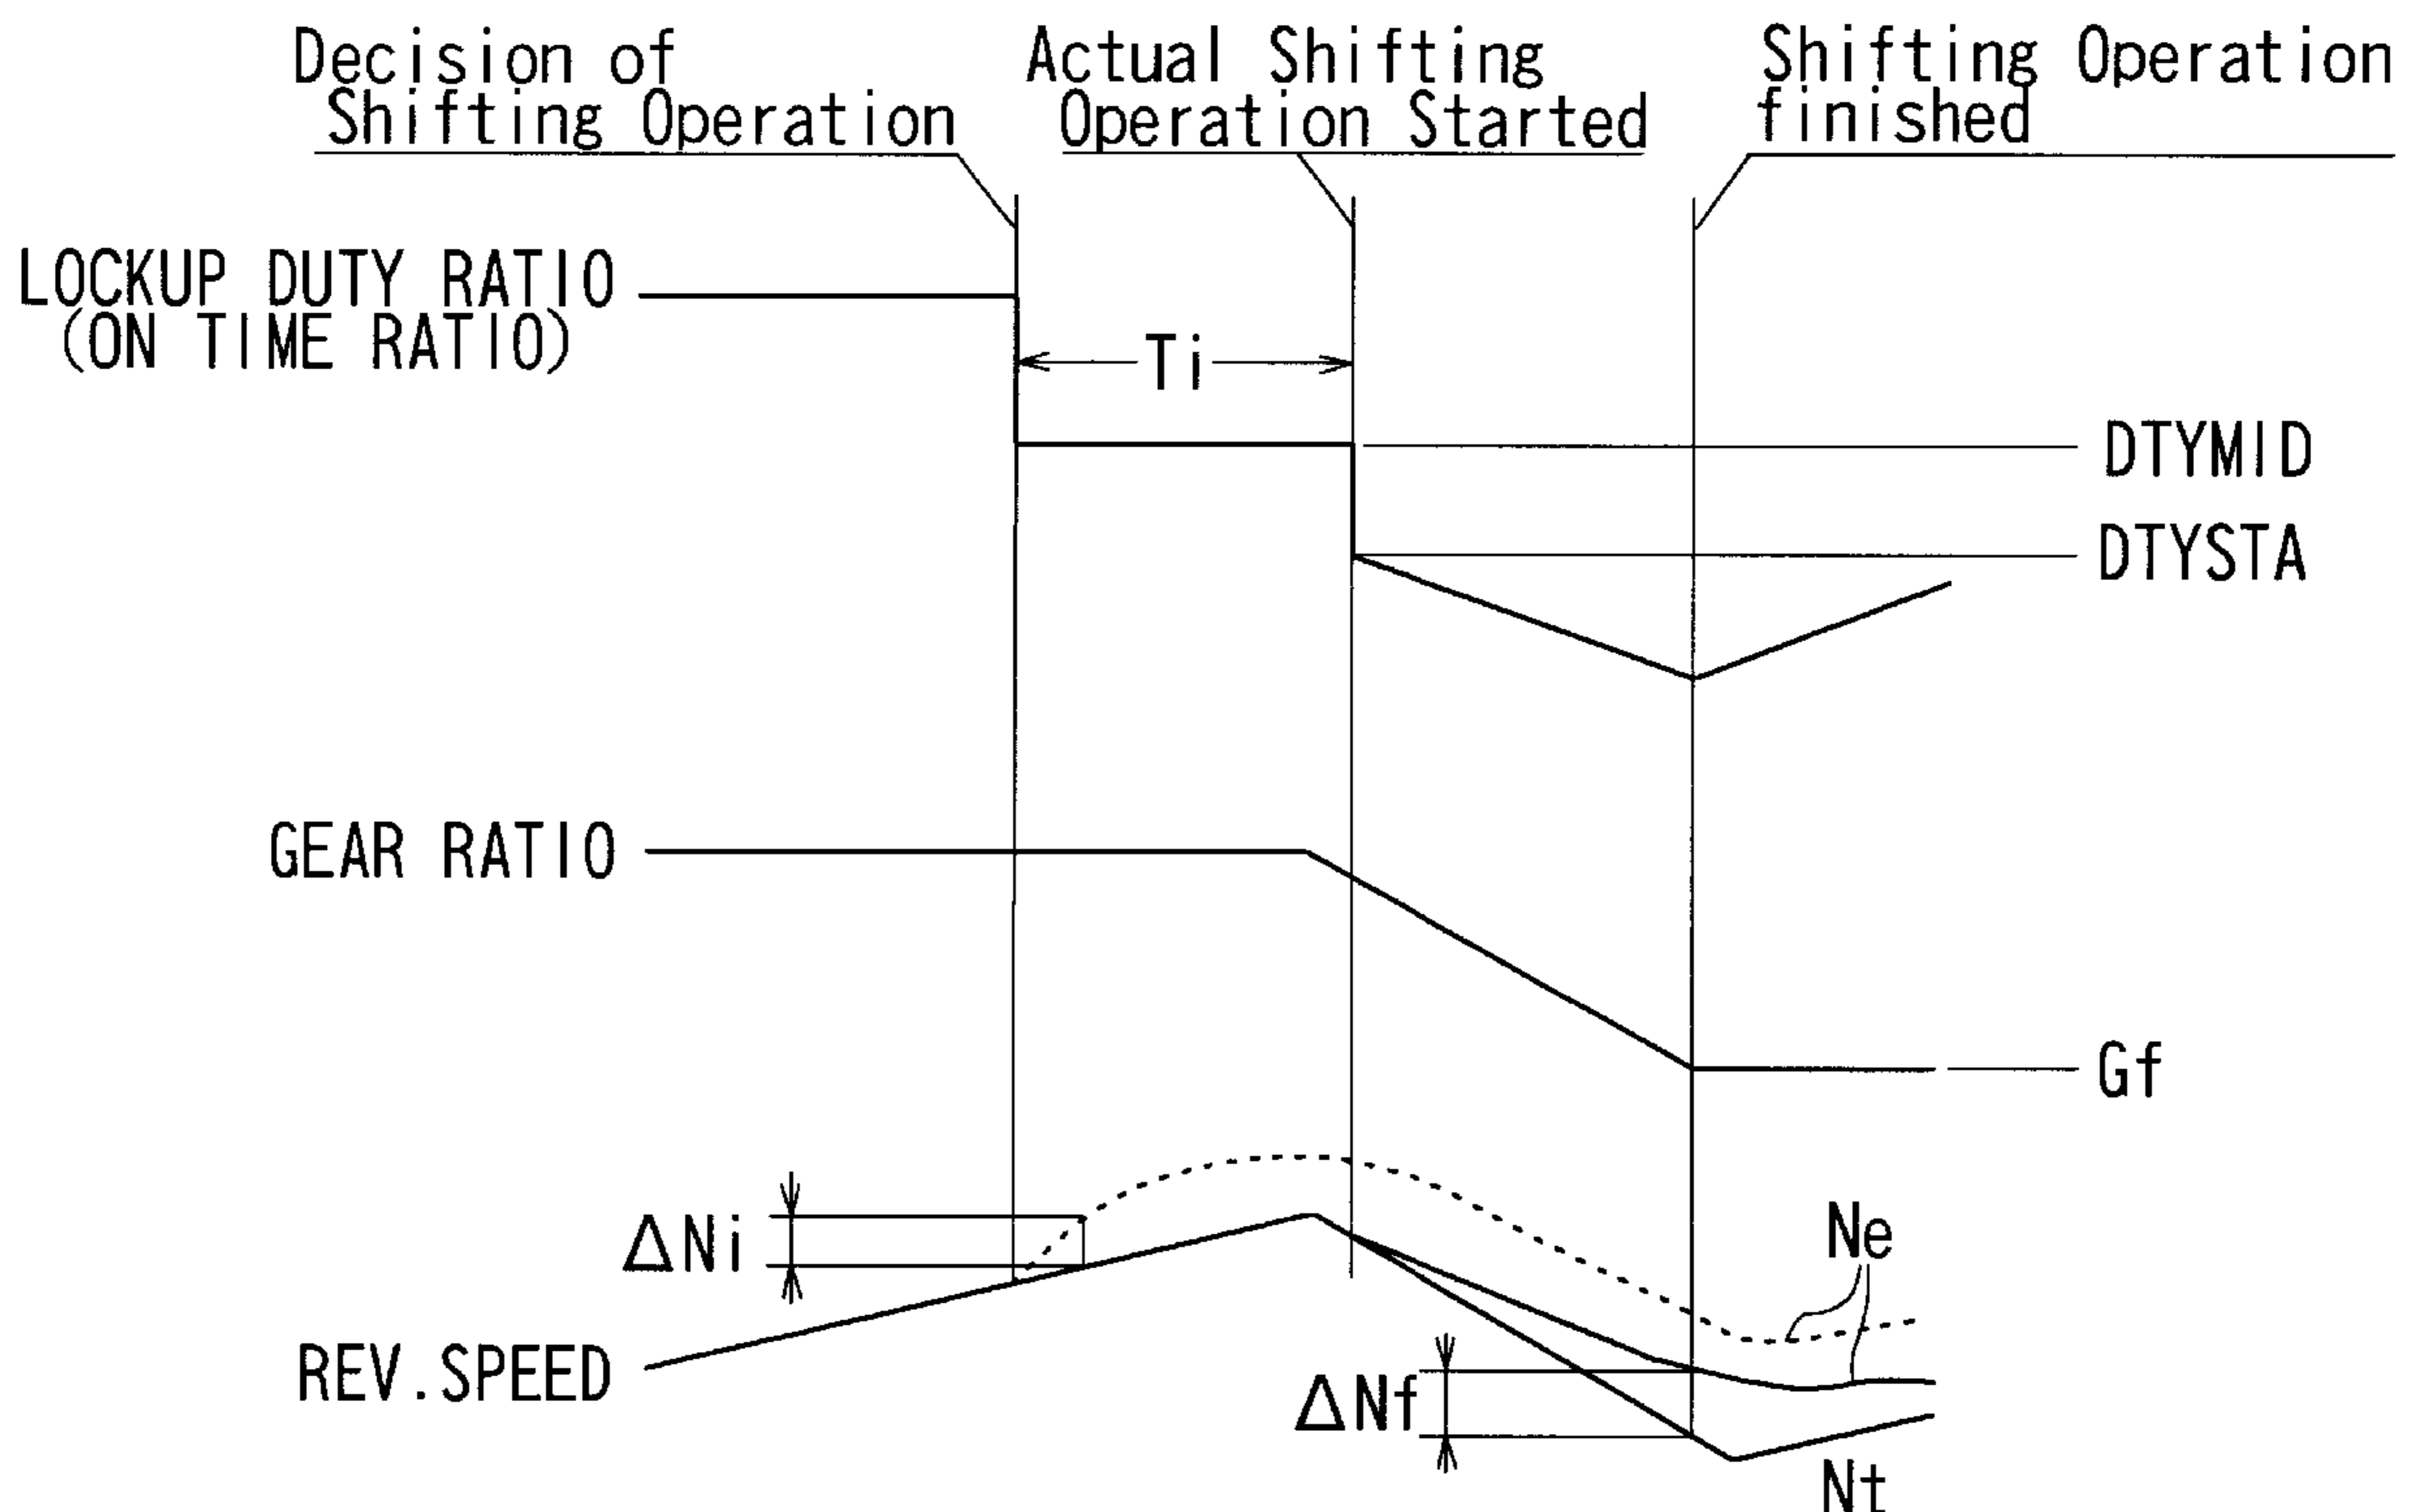 Decision of
Shifting Operation
Actual Shifting
Operation Started
Shifting Operation
finished
LOCKUP DUTY RATIO
(ON TIME RATIO)
Ti
DTYMID
DTYSTA
GEAR RATIO
Gf
ΔNi
Ne
REV.SPEED
ΔNf
Nt